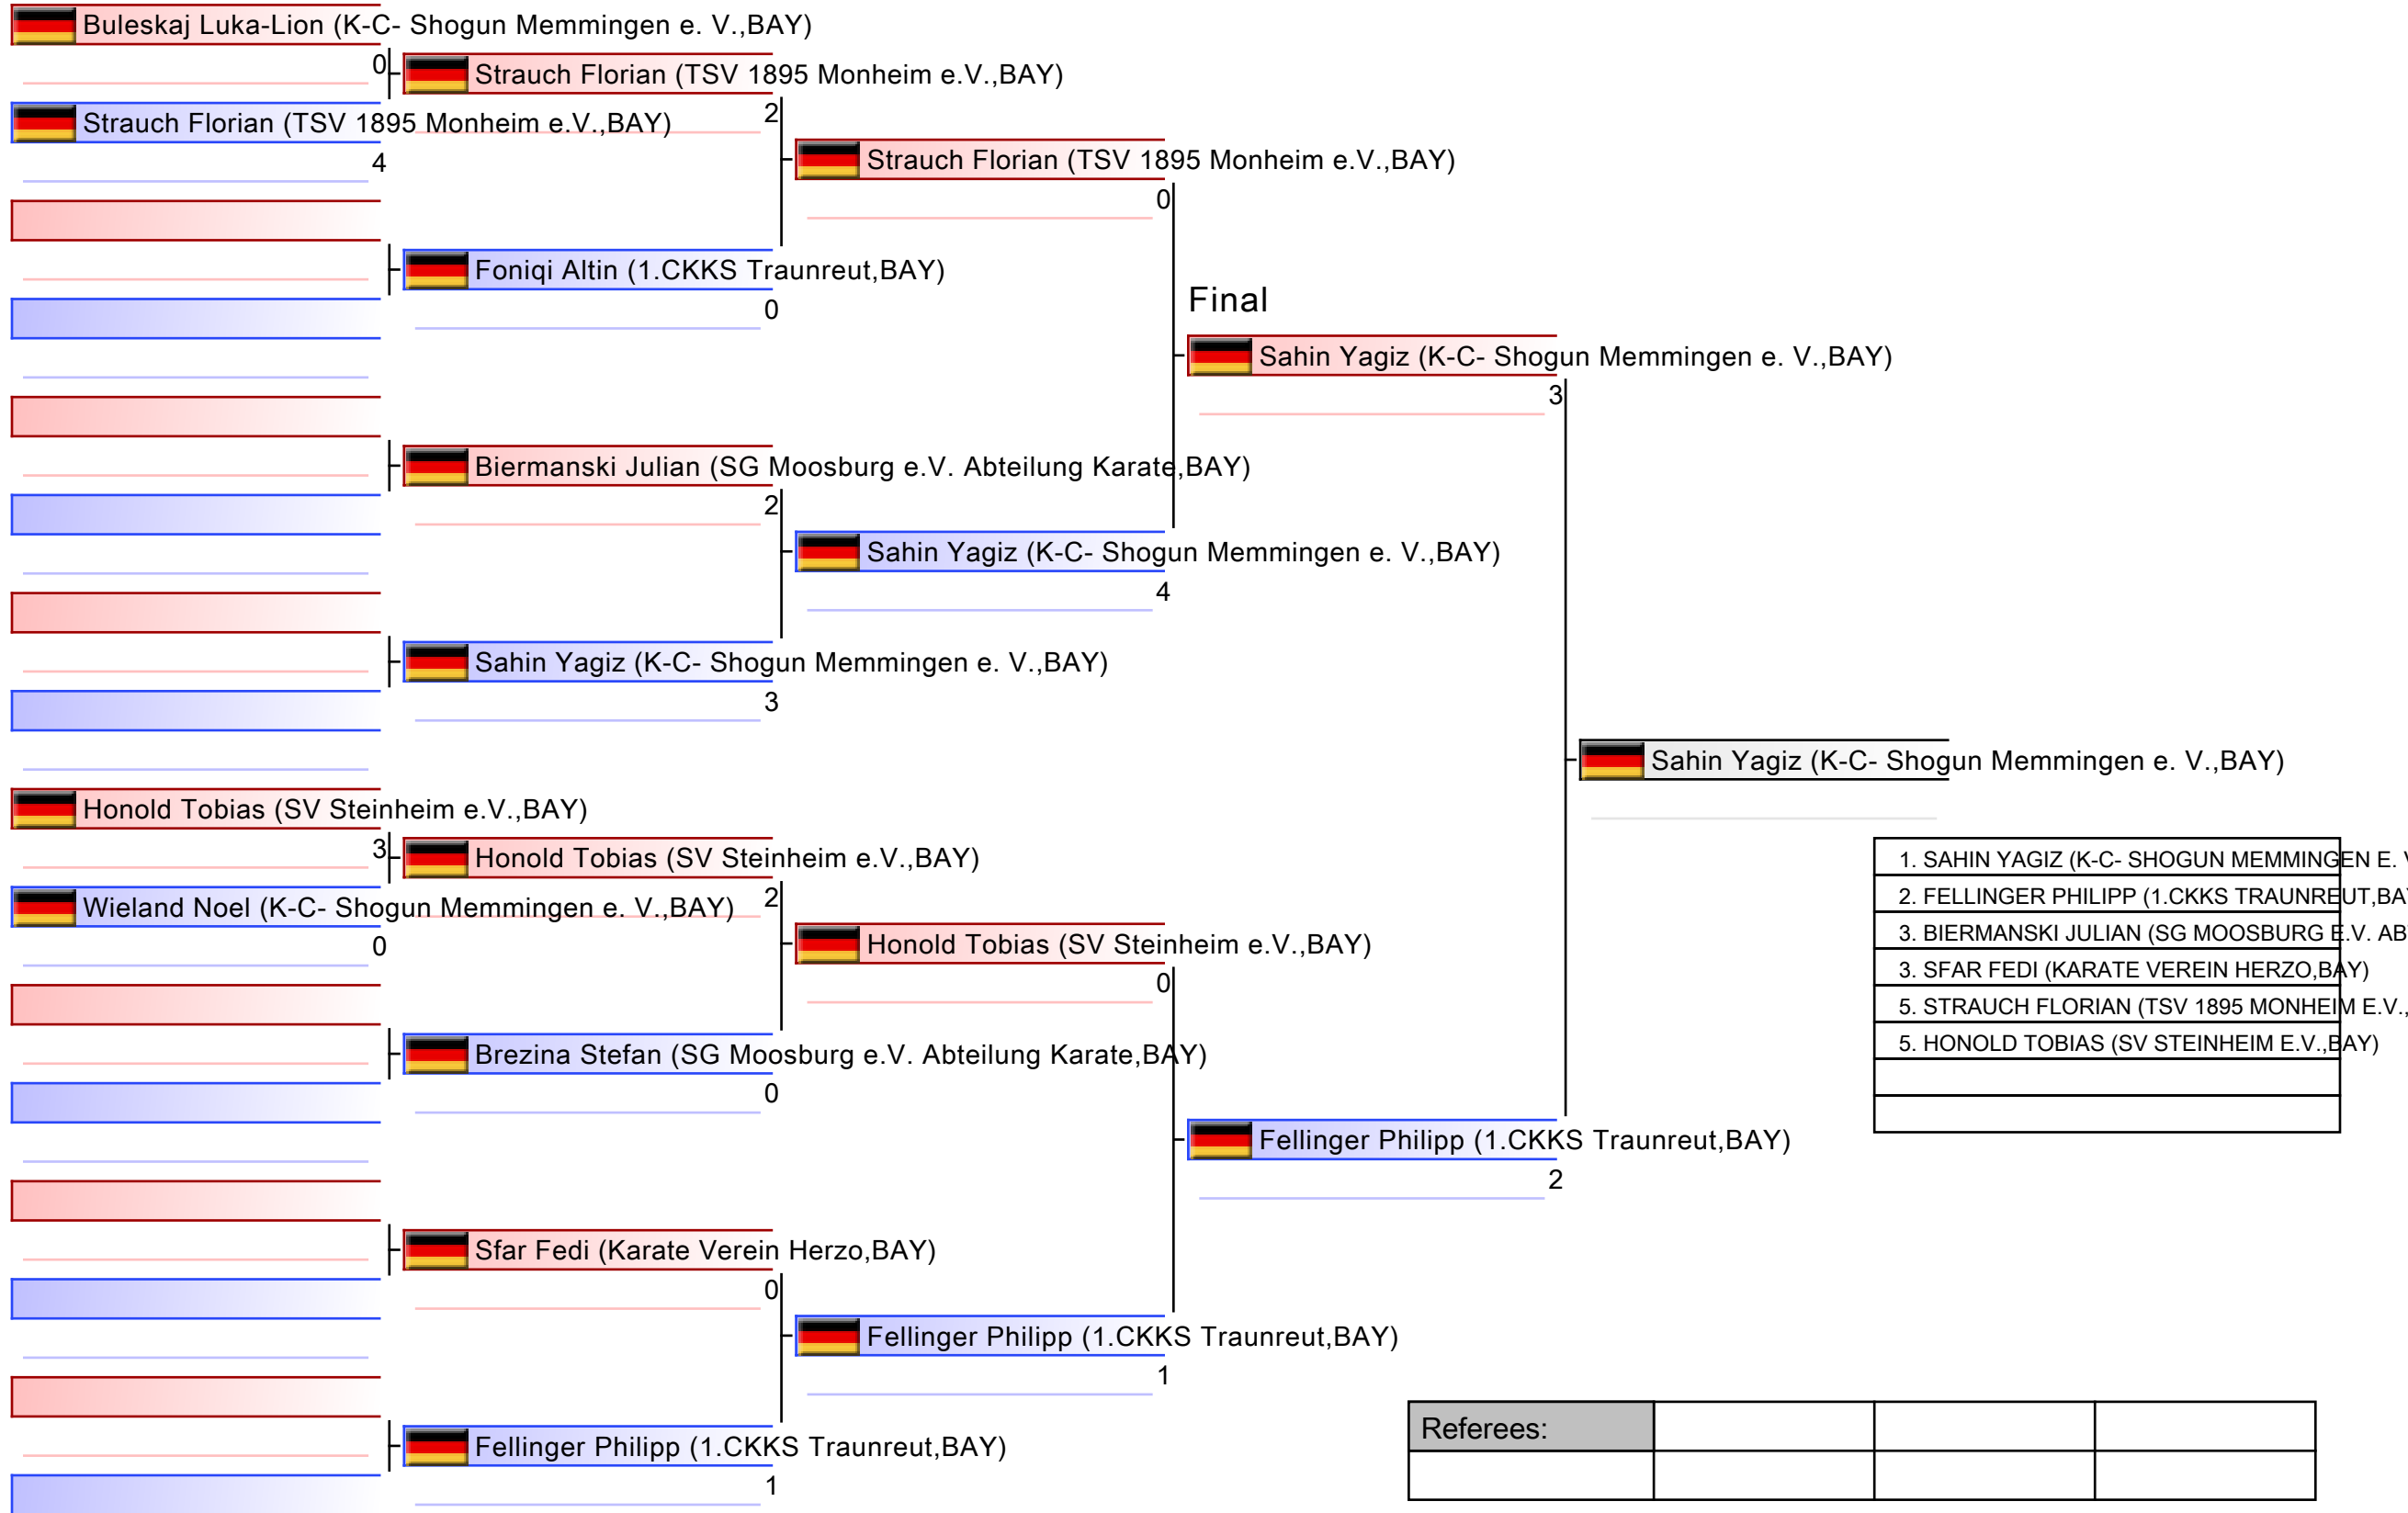 Buleskaj Luka-Lion (K-C- Shogun Memmingen e. V.,BAY)
0
Strauch Florian (TSV 1895 Monheim e.V.,BAY)
4
Honold Tobias (SV Steinheim e.V.,BAY)
3
Wieland Noel (K-C- Shogun Memmingen e. V.,BAY)
0
Strauch Florian (TSV 1895 Monheim e.V.,BAY)
2
Foniqi Altin (1.CKKS Traunreut,BAY)
0
Biermanski Julian (SG Moosburg e.V. Abteilung Karate,BAY)
2
Sahin Yagiz (K-C- Shogun Memmingen e. V.,BAY)
3
Honold Tobias (SV Steinheim e.V.,BAY)
2
Brezina Stefan (SG Moosburg e.V. Abteilung Karate,BAY)
0
Sfar Fedi (Karate Verein Herzo,BAY)
0
Fellinger Philipp (1.CKKS Traunreut,BAY)
1
Strauch Florian (TSV 1895 Monheim e.V.,BAY)
0
Sahin Yagiz (K-C- Shogun Memmingen e. V.,BAY)
4
Honold Tobias (SV Steinheim e.V.,BAY)
0
Fellinger Philipp (1.CKKS Traunreut,BAY)
1
Final
Sahin Yagiz (K-C- Shogun Memmingen e. V.,BAY)
3
Fellinger Philipp (1.CKKS Traunreut,BAY)
2
Sahin Yagiz (K-C- Shogun Memmingen e. V.,BAY)
1. SAHIN YAGIZ (K-C- SHOGUN MEMMINGEN E.
2. FELLINGER PHILIPP (1.CKKS TRAUNREUT,BA
3. BIERMANSKI JULIAN (SG MOOSBURG E.V. AB
3. SFAR FEDI (KARATE VEREIN HERZO,BAY)
5. STRAUCH FLORIAN (TSV 1895 MONHEIM E.V.,
5. HONOLD TOBIAS (SV STEINHEIM E.V.,BAY)
Referees: